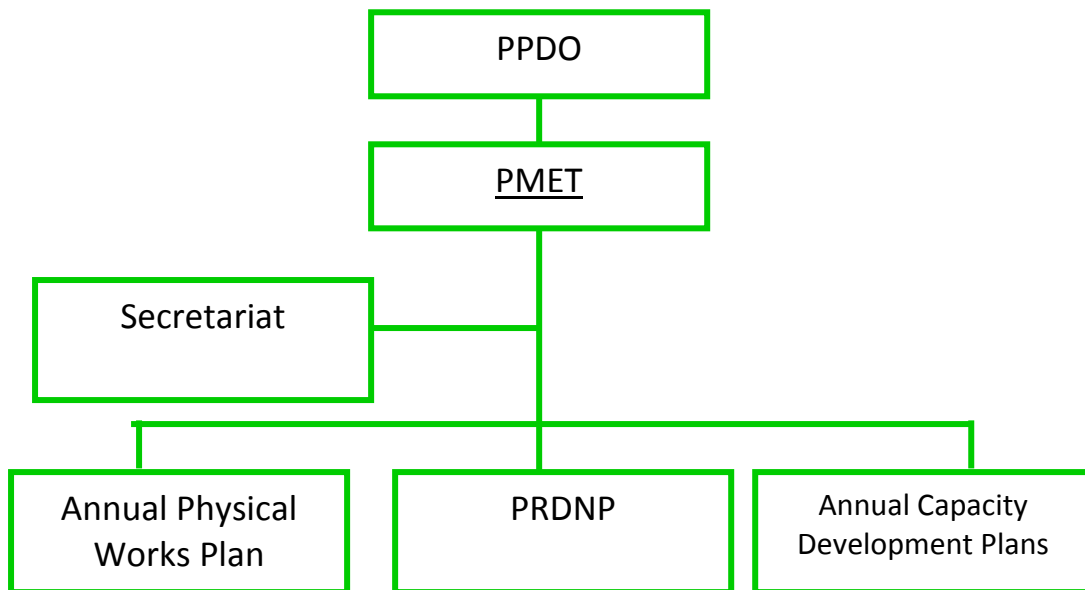 PPDO
PMET
Secretariat
Annual Physical
Works Plan
PRDNP
Annual Capacity
Development Plans